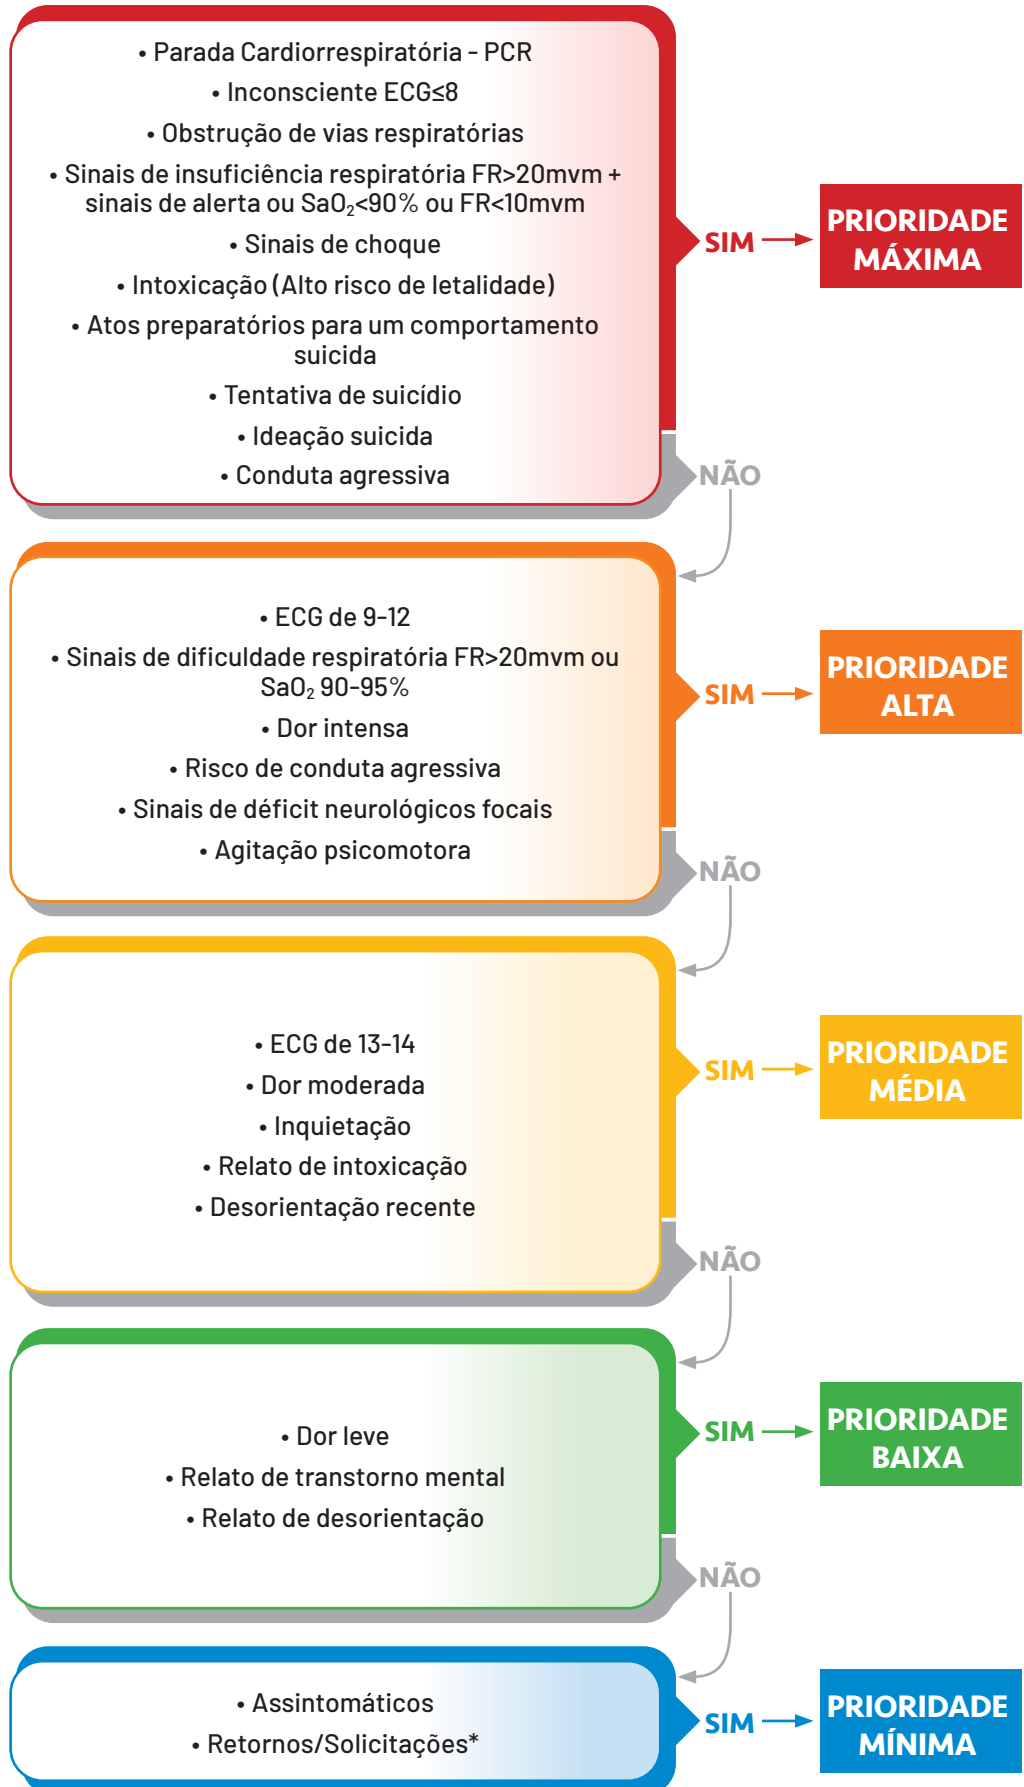 • Parada Cardiorrespiratória - PCR
• Inconsciente ECG≤8
• Obstrução de vias respiratórias
• Sinais de insuficiência respiratória FR>20mvm +
sinais de alerta ou SaO₂<90% ou FR<10mvm
• Sinais de choque
• Intoxicação (Alto risco de letalidade)
• Atos preparatórios para um comportamento
suicida
• Tentativa de suicídio
• Ideação suicida
• Conduta agressiva
SIM
PRIORIDADE
MÁXIMA
NÃO
• ECG de 9-12
• Sinais de dificuldade respiratória FR>20mvm ou
SaO₂ 90-95%
• Dor intensa
• Risco de conduta agressiva
• Sinais de déficit neurológicos focais
• Agitação psicomotora
SIM
PRIORIDADE
ALTA
NÃO
• ECG de 13-14
• Dor moderada
• Inquietação
• Relato de intoxicação
• Desorientação recente
SIM
PRIORIDADE
MÉDIA
NÃO
• Dor leve
• Relato de transtorno mental
• Relato de desorientação
SIM
PRIORIDADE
BAIXA
NÃO
• Assintomáticos
• Retornos/Solicitações*
SIM
PRIORIDADE
MÍNIMA